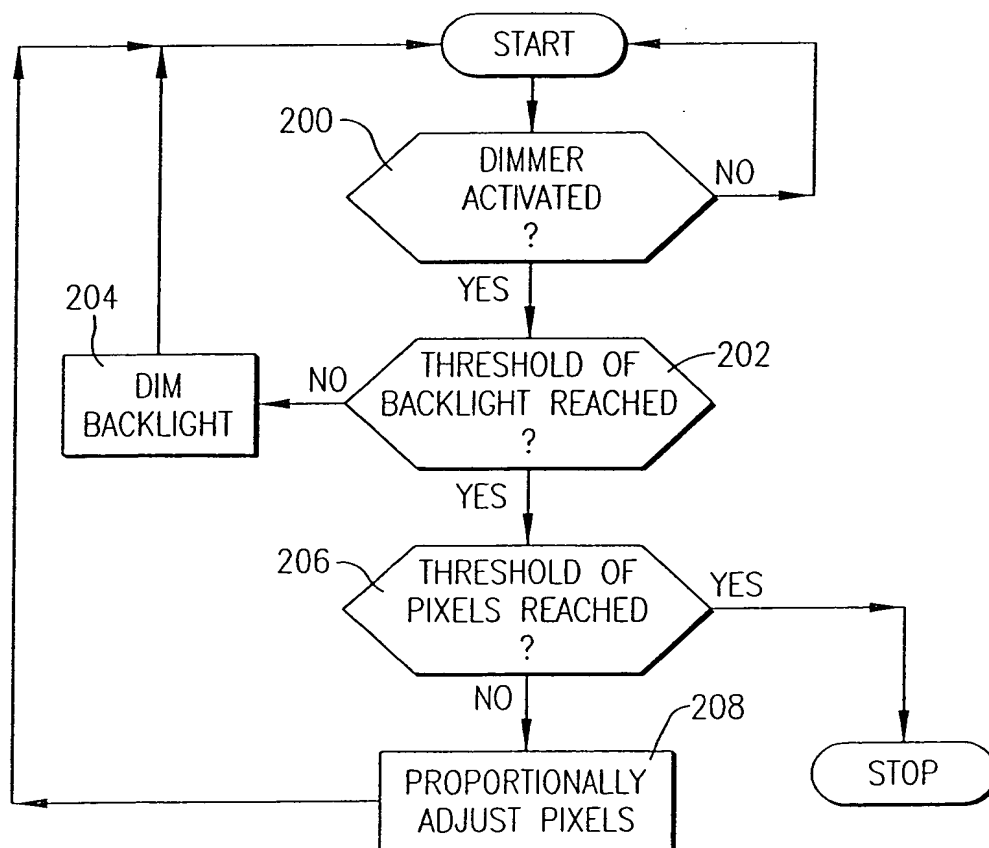 START
200
DIMMER
ACTIVATED
?
NO
YES
204
DIM
BACKLIGHT
NO
THRESHOLD OF
BACKLIGHT REACHED
?
202
YES
206
THRESHOLD OF
PIXELS REACHED
?
YES
NO
208
PROPORTIONALLY
ADJUST PIXELS
STOP